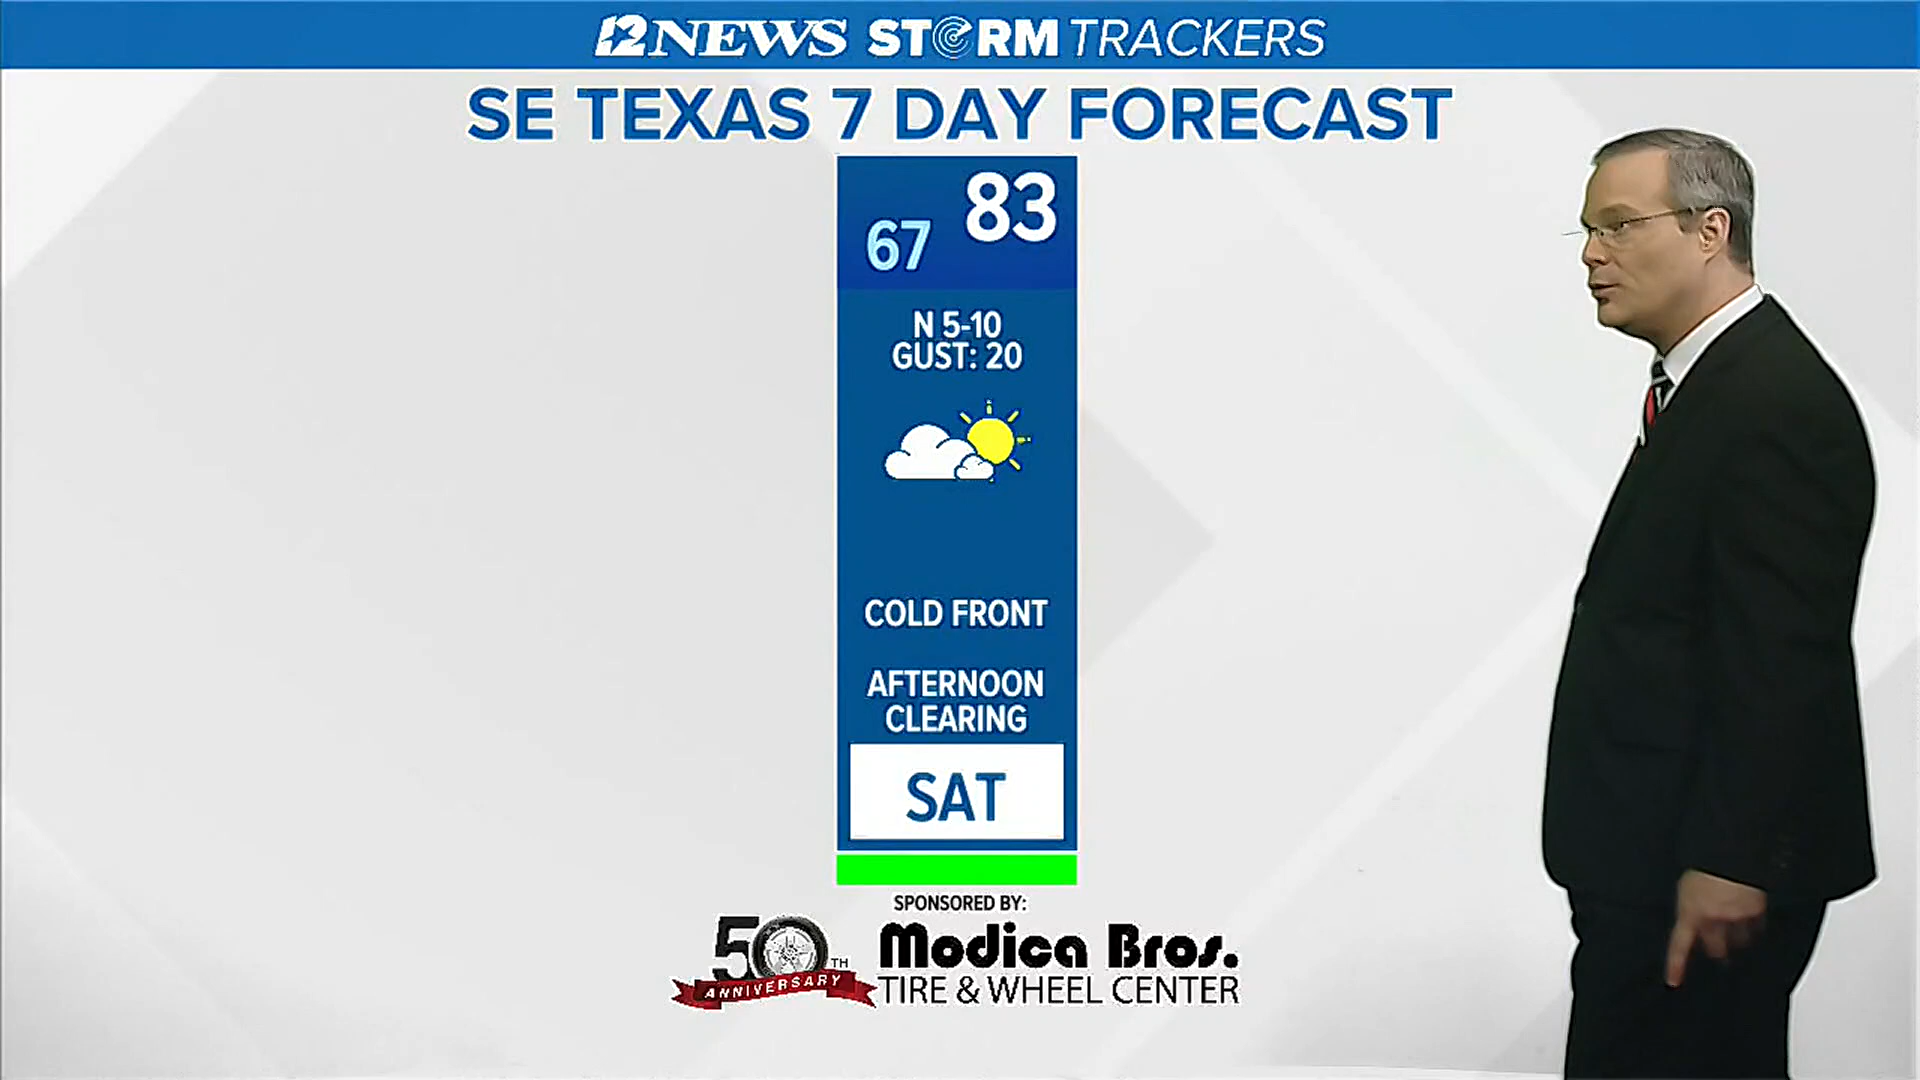 12NEWS STORM TRACKERS
SE TEXAS 7 DAY FORECAST
83
67
N 5-10
GUST: 20
COLD FRONT
AFTERNOON
CLEARING
SAT
SPONSORED BY:
50TH
ANNIVERSARY
Modica Bros.
TIRE & WHEEL CENTER